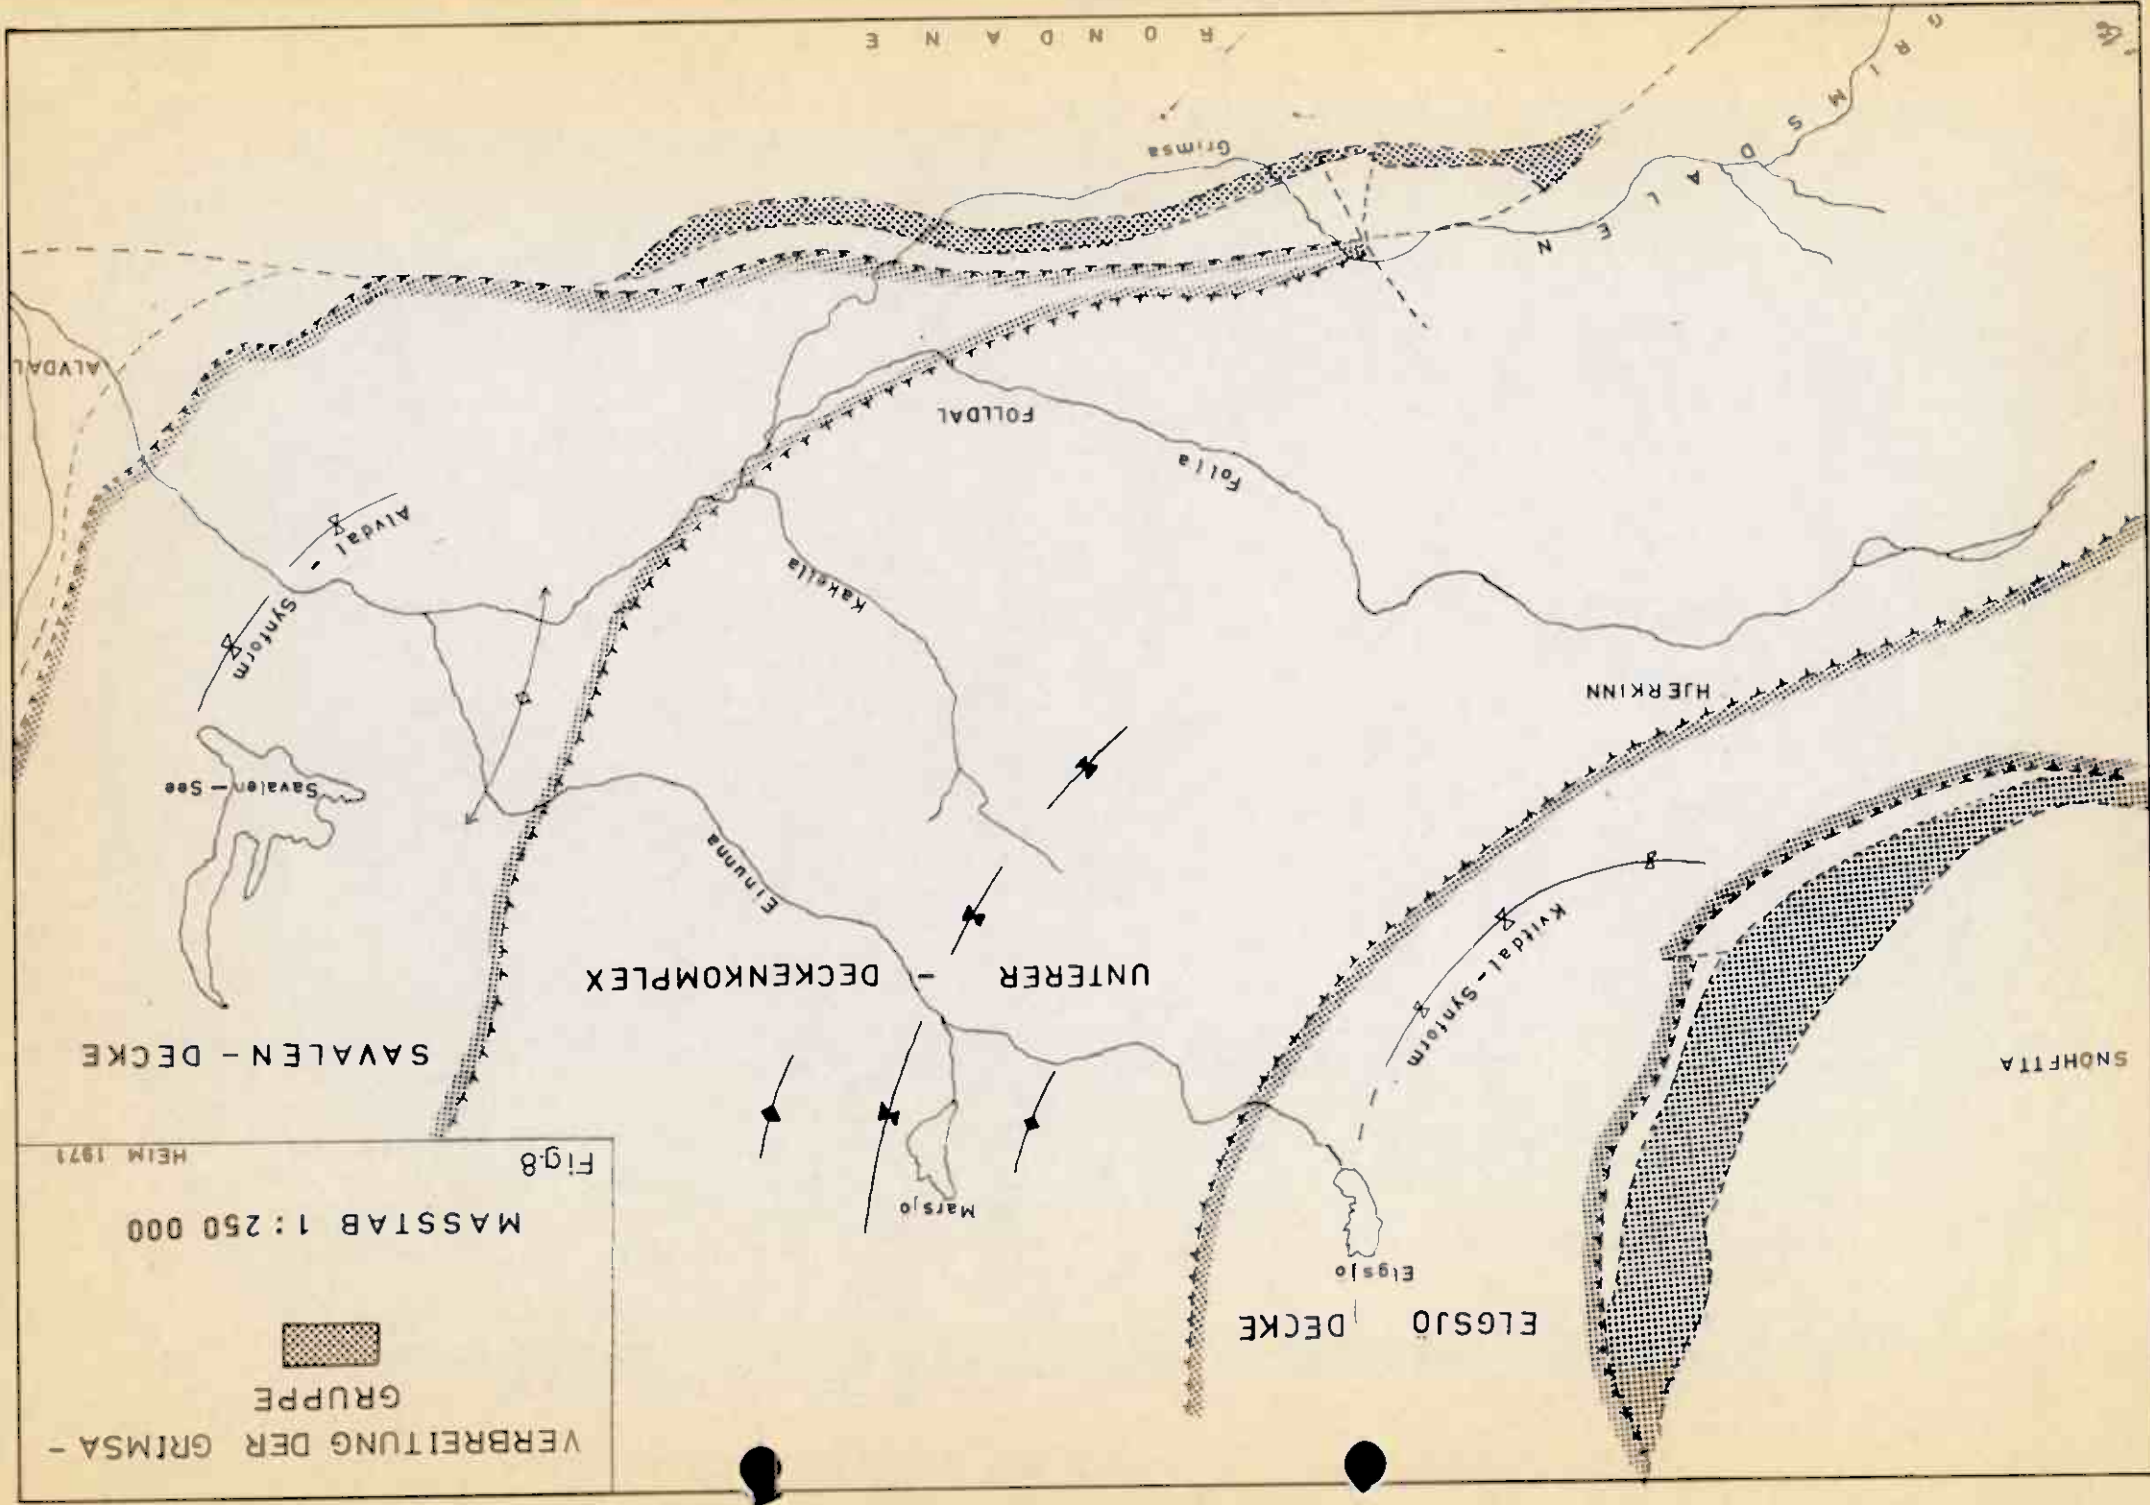 VERBREITUNG DER GRIMSA-
GRUPPE
MASSTAB 1:250 000
Fig.8
HEIM 1971
SNÖHETTA
ELGSJO DECKE
Elgsjo
Kvitdal-Synform
HJERKINN
Marsjo
UNTERER - DECKENKOMPLEX
SAVALEN - DECKE
Einunna
Savalen-See
Kakella
Synform
Alvdal -
Folla
FOLLDAL
ALVDAL
GRIMSDALEN
Grimsa
RONDANE